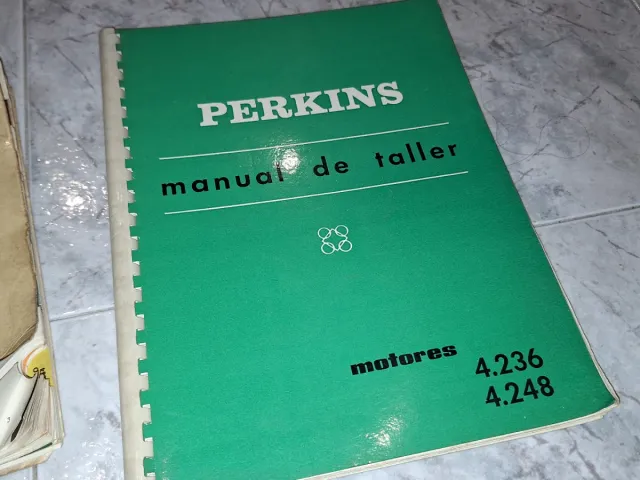 PERKINS
manual de taller
motores 4.236
4.248